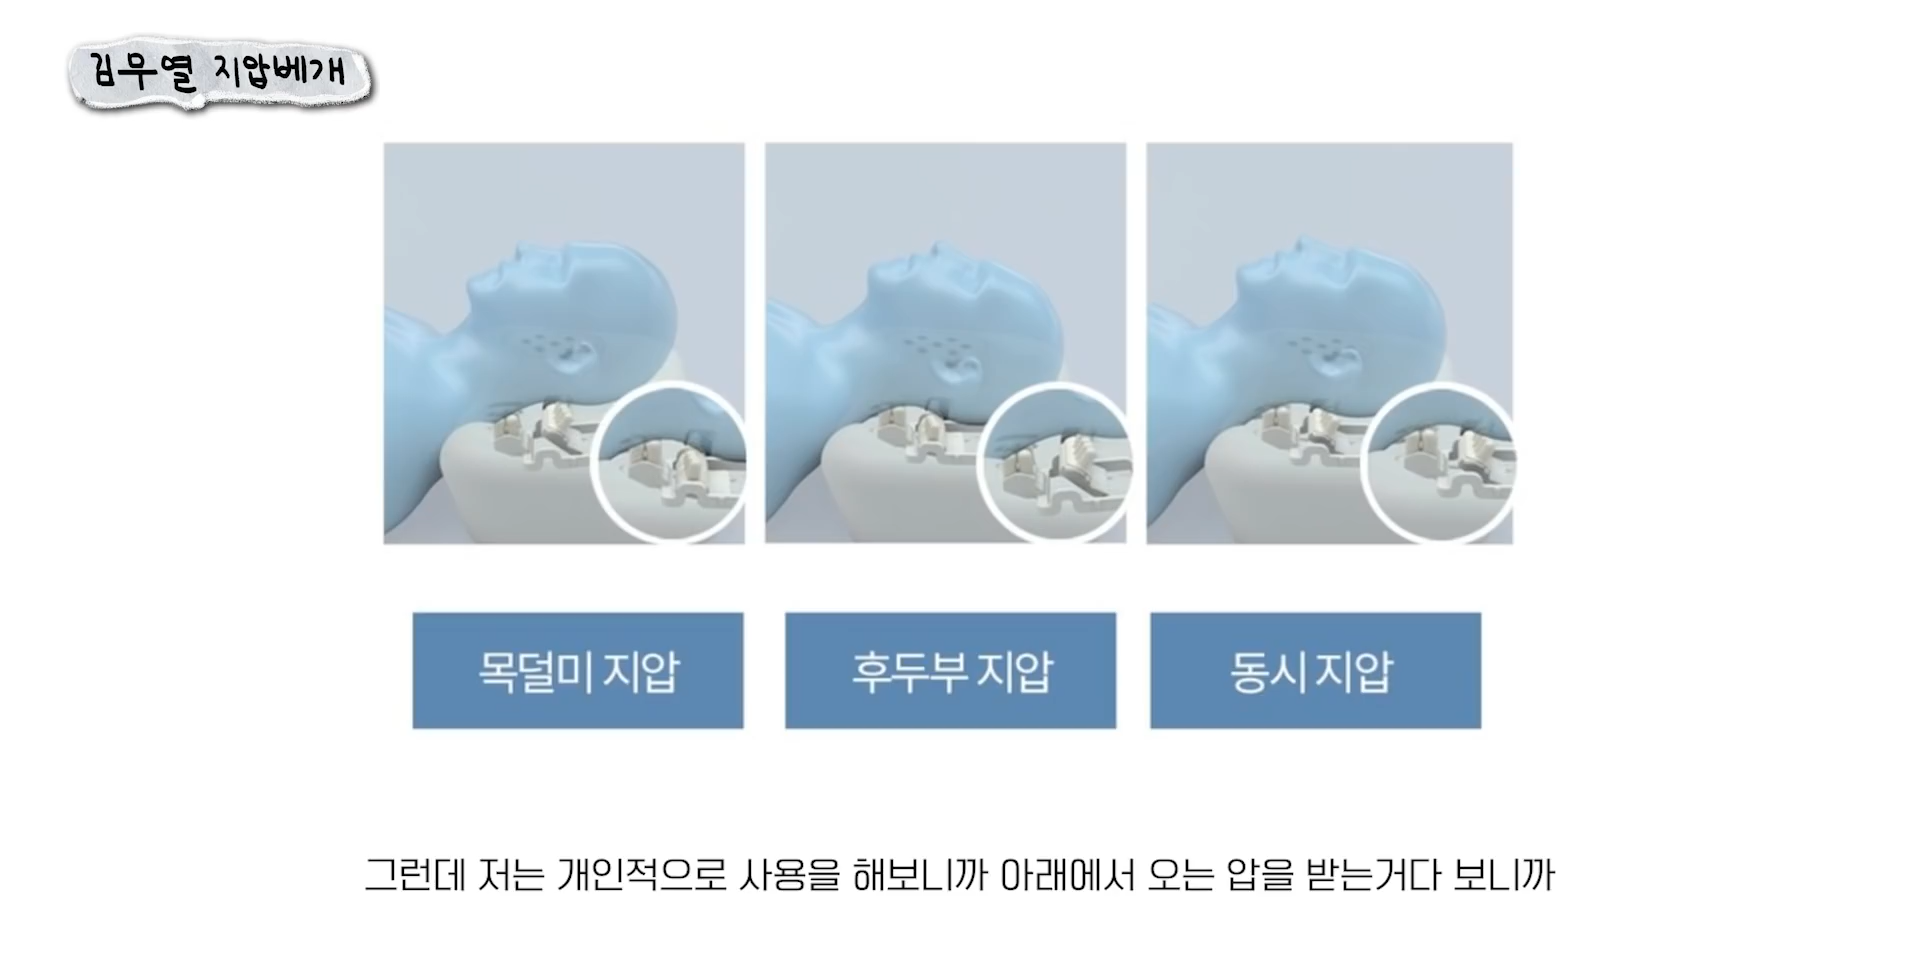 김무열 지압베개
목덜미 지압
후두부 지압
동시 지압
그런데 저는 개인적으로 사용을 해보니까 아래에서 오는 압을 받는거다 보니까